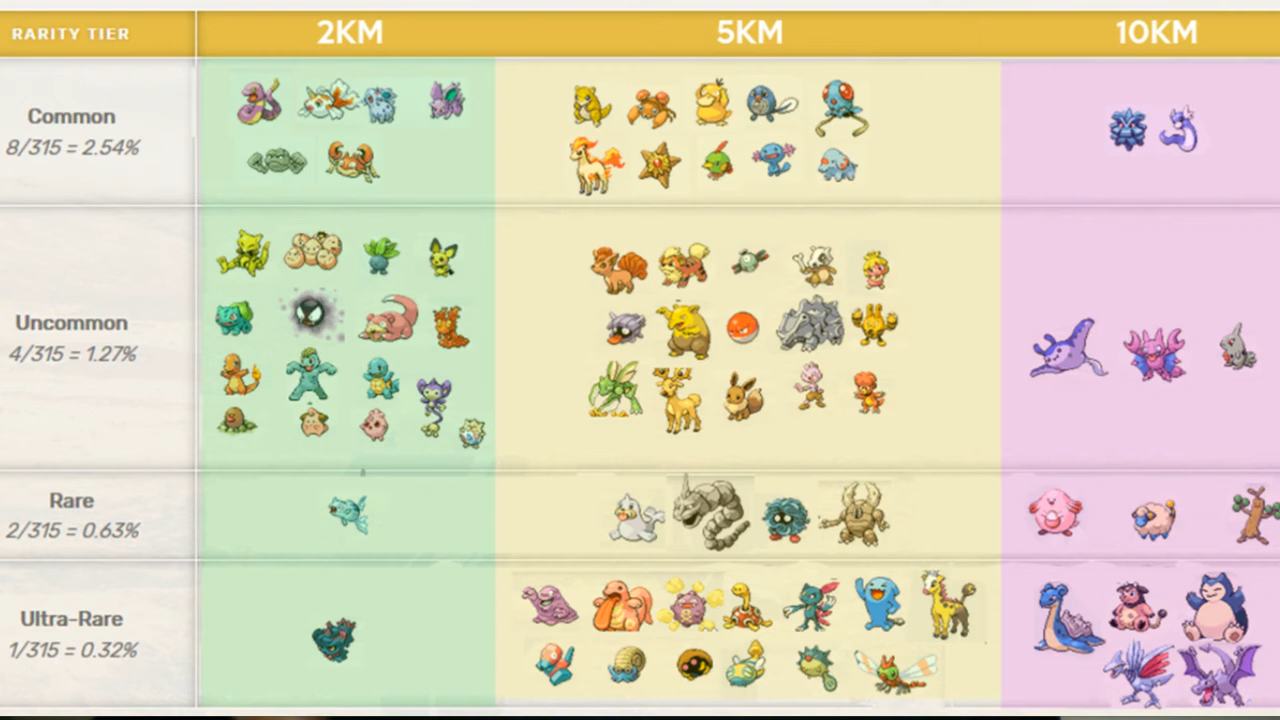 RARITY TIER 2KM 5KM 10KM
Common
8/315 = 2.54%
Uncommon
4/315 = 1.27%
Rare
2/315 = 0.63%
Ultra-Rare
1/315 = 0.32%